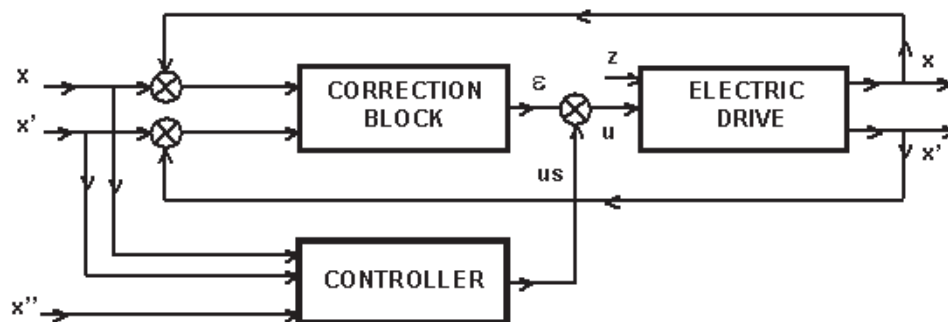 x
x'
x''
CORRECTION
BLOCK
ε
us
z
u
ELECTRIC
DRIVE
x
x'
CONTROLLER